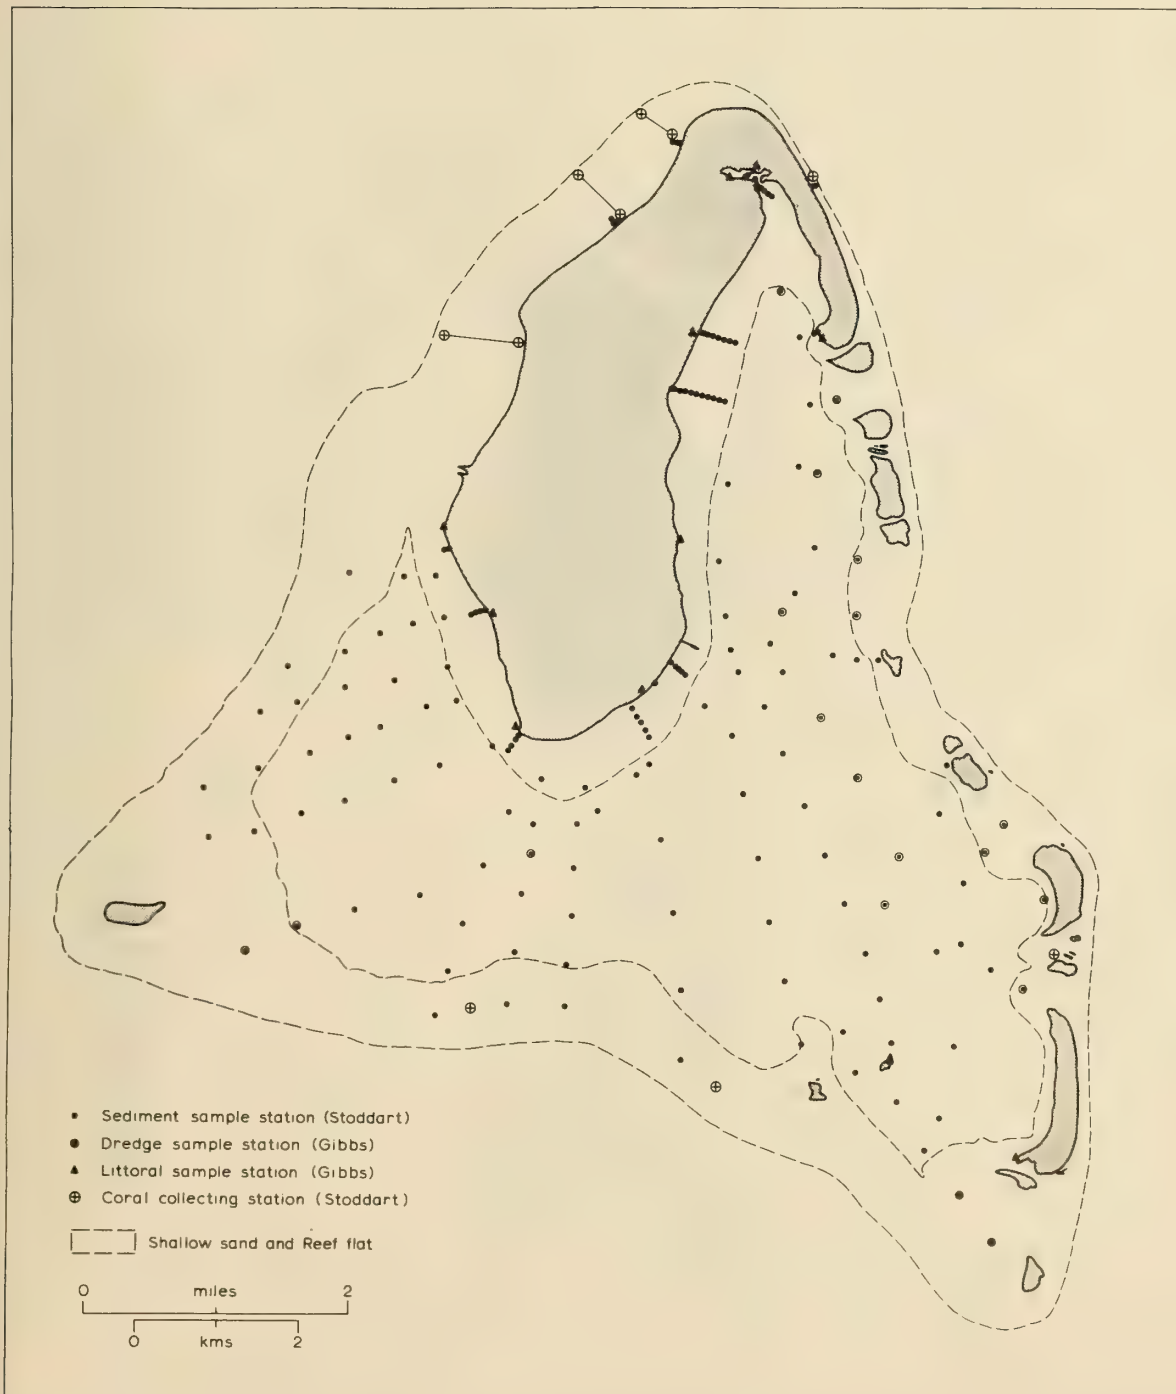 Sediment sample station (Stoddart)
Dredge sample station (Gibbs)
Littoral sample station (Gibbs)
Coral collecting station (Stoddart)
Shallow sand and Reef flat
0 miles 2
0 kms 2